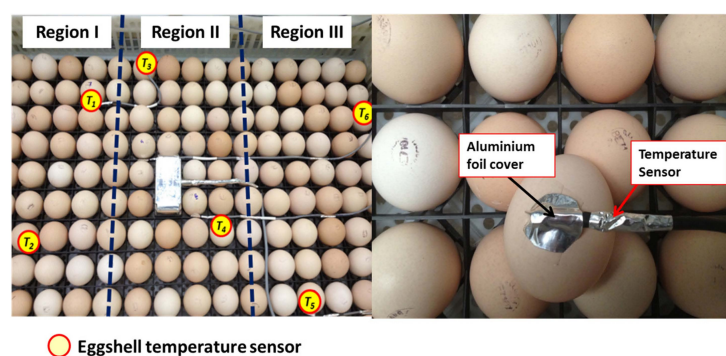 Region I
Region II
Region III
T3
T1
T6
T2
T4
T5
Aluminium
foil cover
Temperature
Sensor
Eggshell temperature sensor